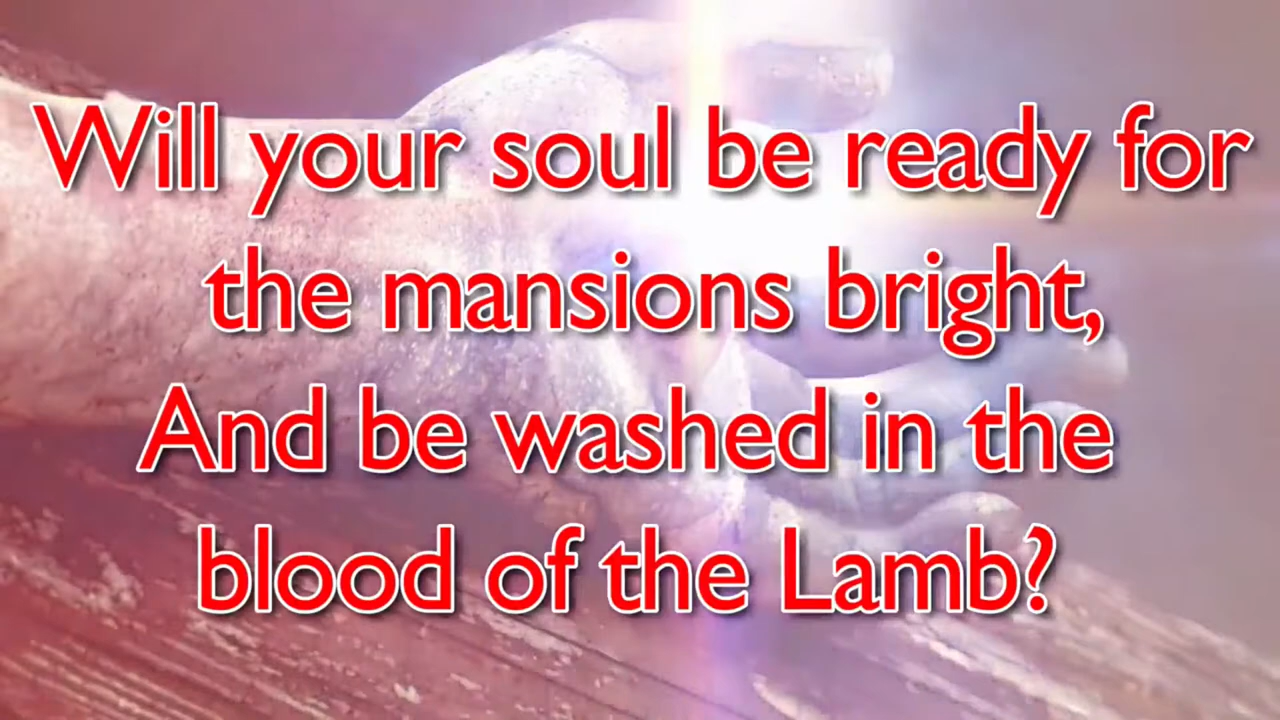 Will your soul be ready for
the mansions bright,
And be washed in the
blood of the Lamb?